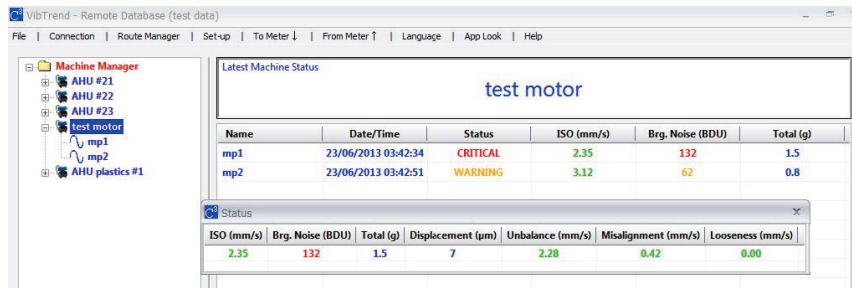 VibTrend - Remote Database (test data)
File | Connection | Route Manager | Set-up | To Meter ↓ | From Meter ↑ | Language | App Look | Help
Machine Manager
AHU #21
AHU #22
AHU #23
test motor
mp1
mp2
AHU plastics #1
Latest Machine Status
test motor
Name Date/Time Status ISO (mm/s) Brg. Noise (BDU) Total (g)
mp1 23/06/2013 03:42:34 CRITICAL 2.35 132 1.5
mp2 23/06/2013 03:42:51 WARNING 3.12 62 0.8
Status
ISO (mm/s) Brg. Noise (BDU) Total (g) Displacement (µm) Unbalance (mm/s) Misalignment (mm/s) Looseness (mm/s)
2.35 132 1.5 7 2.28 0.42 0.00